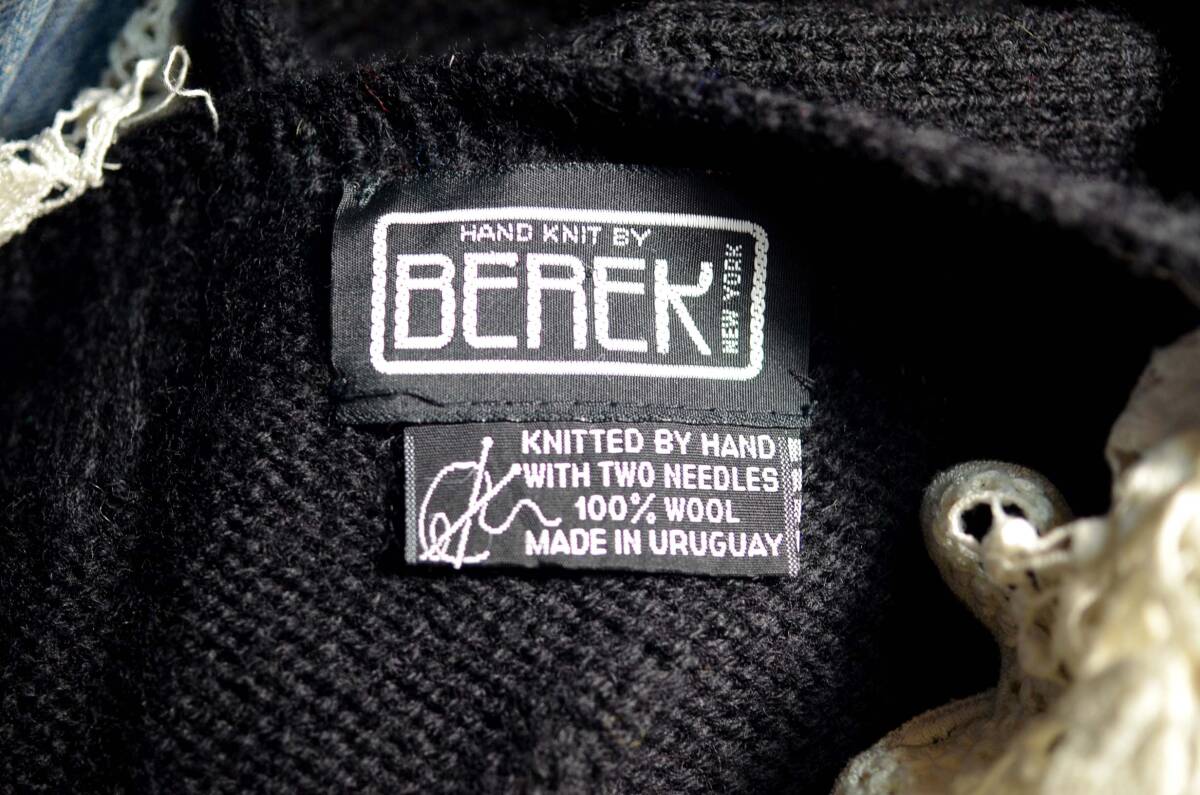 HAND KNIT BY
BEREK
NEW YORK
KNITTED BY HAND
WITH TWO NEEDLES
100% WOOL
MADE IN URUGUAY